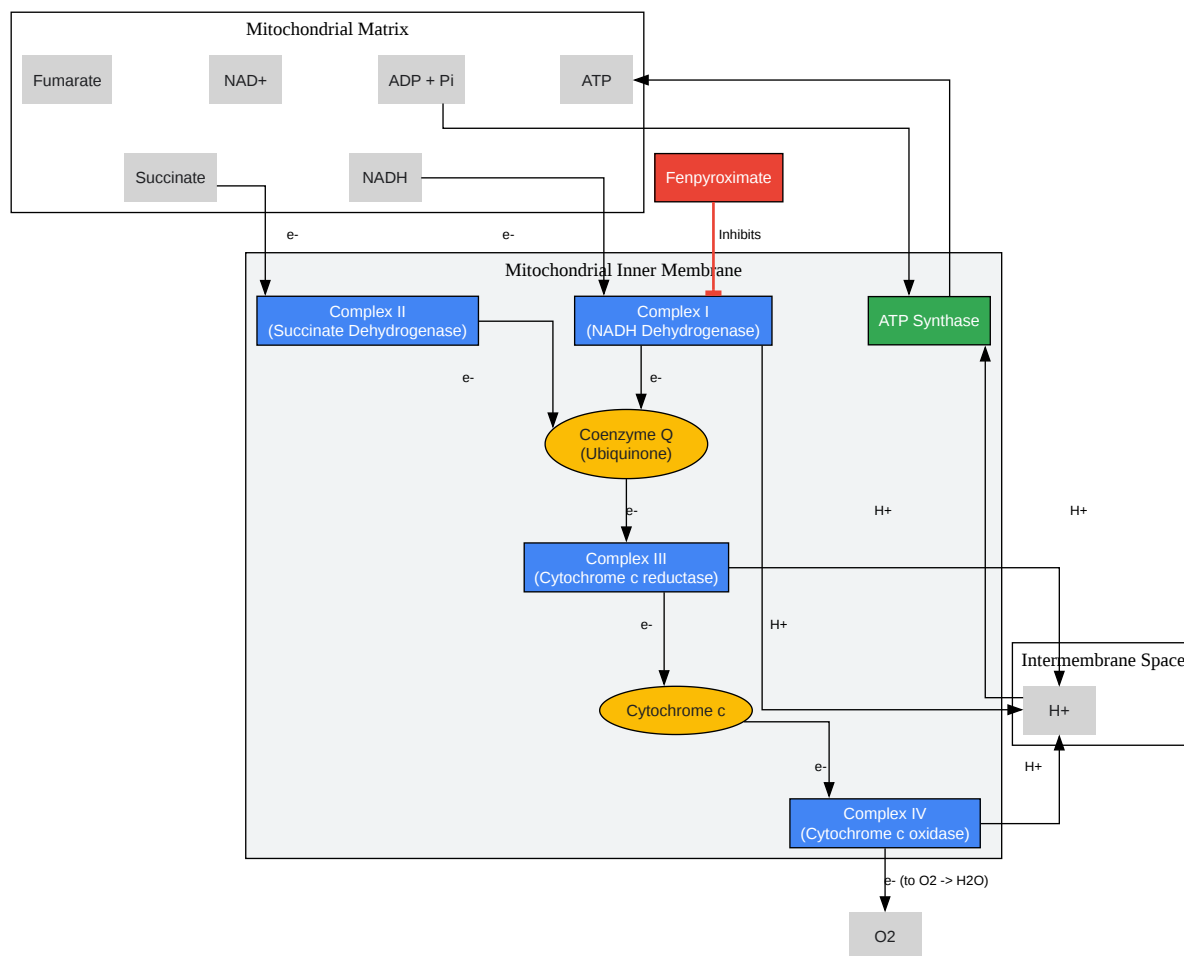 Mitochondrial Matrix
Fumarate
NAD+
ADP + Pi
ATP
Succinate
NADH
Fenpyroximate
e-
e-
Inhibits
Mitochondrial Inner Membrane
Complex II
(Succinate Dehydrogenase)
Complex I
(NADH Dehydrogenase)
ATP Synthase
e-
e-
Coenzyme Q
(Ubiquinone)
e-
H+
H+
Complex III
(Cytochrome c reductase)
e-
H+
Intermembrane Space
Cytochrome c
H+
e-
H+
Complex IV
(Cytochrome c oxidase)
e- (to O2 -> H2O)
O2